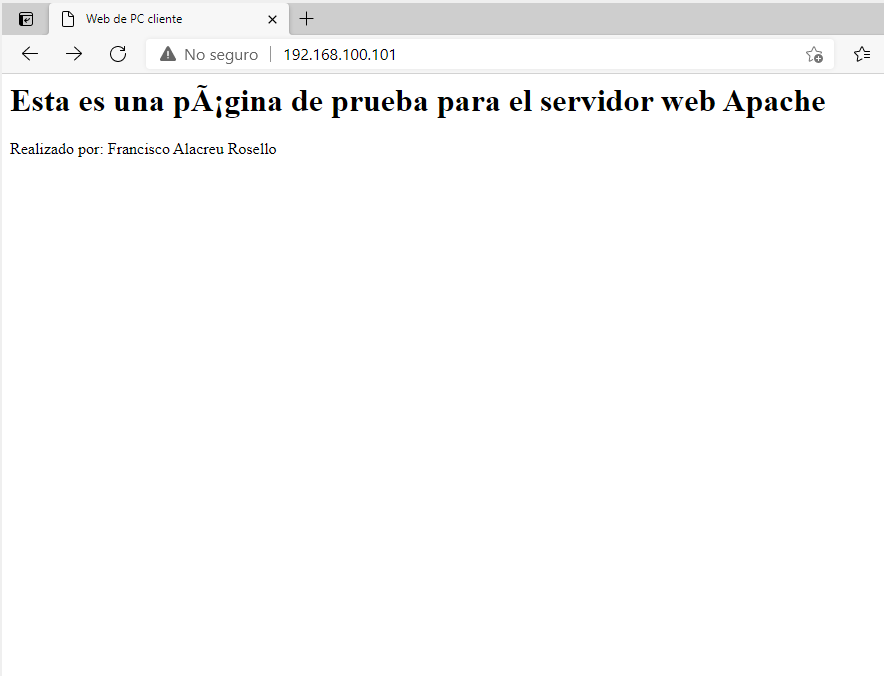 Web de PC cliente
No seguro 192.168.100.101
Esta es una pÃ¡gina de prueba para el servidor web Apache
Realizado por: Francisco Alacreu Rosello